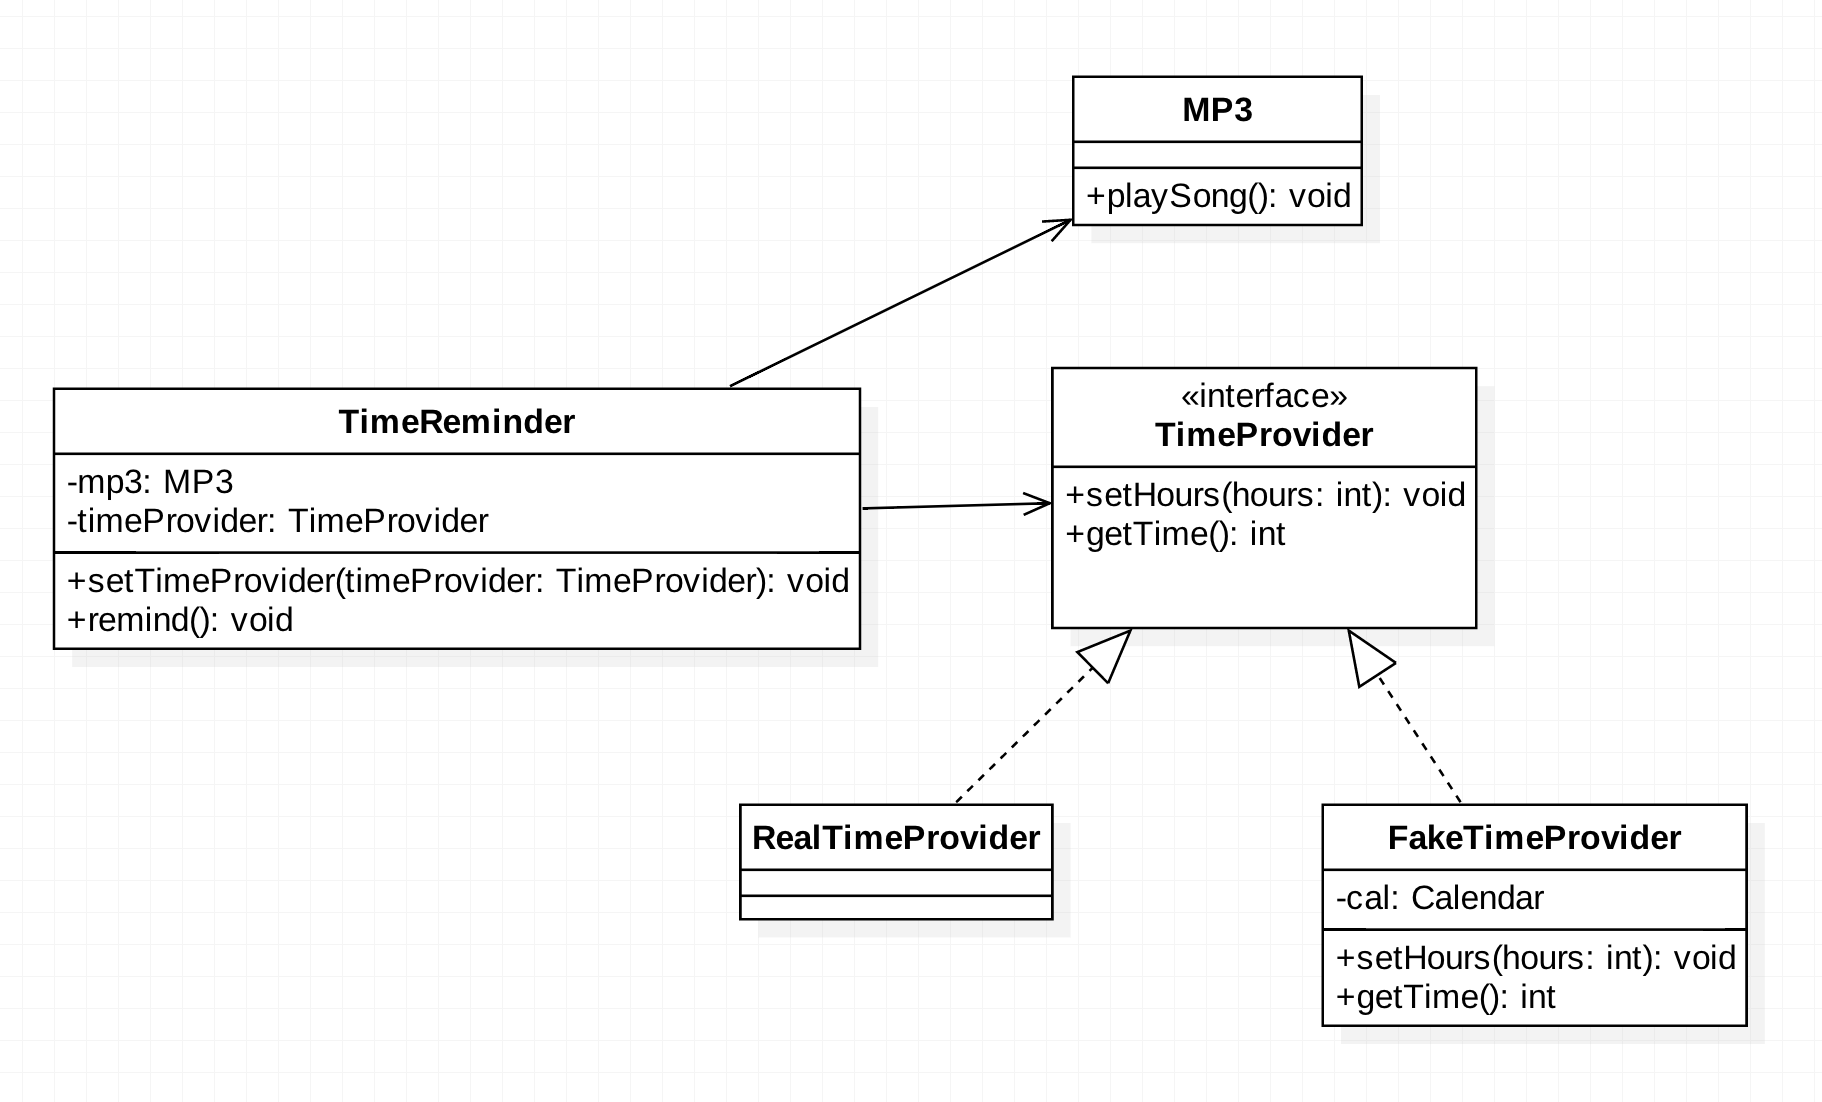 MP3
+playSong(): void
TimeReminder
-mp3: MP3
-timeProvider: TimeProvider
+setTimeProvider(timeProvider: TimeProvider): void
+remind(): void
«interface»
TimeProvider
+setHours(hours: int): void
+getTime(): int
RealTimeProvider
FakeTimeProvider
-cal: Calendar
+setHours(hours: int): void
+getTime(): int